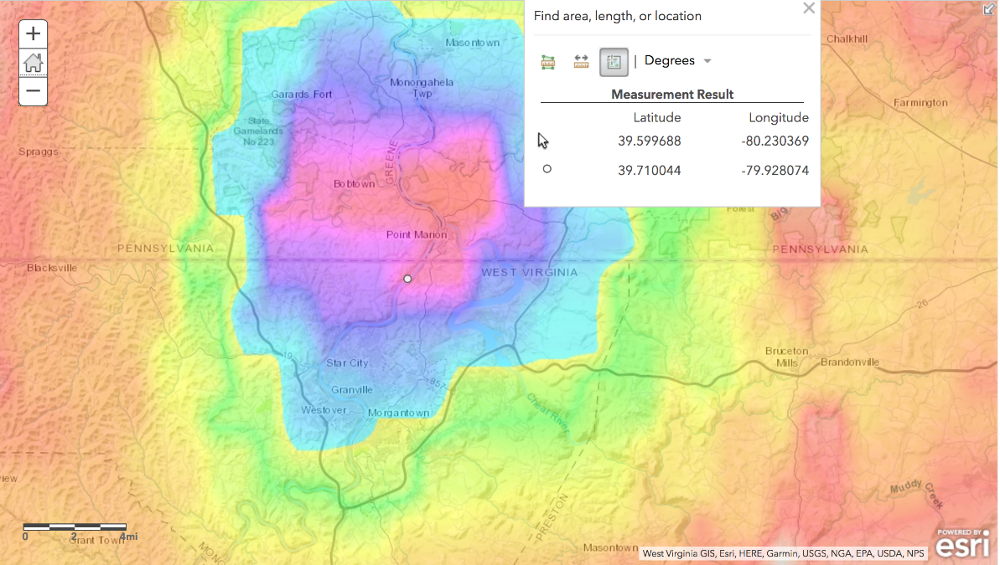 Find area, length, or location
Degrees
Measurement Result
Latitude Longitude
39.599688 -80.230369
39.710044 -79.928074
+
−
Masontown
Chalkhill
Monongahela
Twp
Garards Fort
Farmington
State
Gamelands
No 223
Spraggs
GREENE
Bobtown
Forest
Big
Point Marion
PENNSYLVANIA
PENNSYLVANIA
Blacksville
WEST VIRGINIA
26
Bruceton
Mills
Brandonville
19
Star City
857
Granville
Westover
Morgantown
Cheat River
iew
Muddy Creek
PRESTON
0 2 4mi
Grant Town
MONO
Masontown
POWERED BY
esri
West Virginia GIS, Esri, HERE, Garmin, USGS, NGA, EPA, USDA, NPS